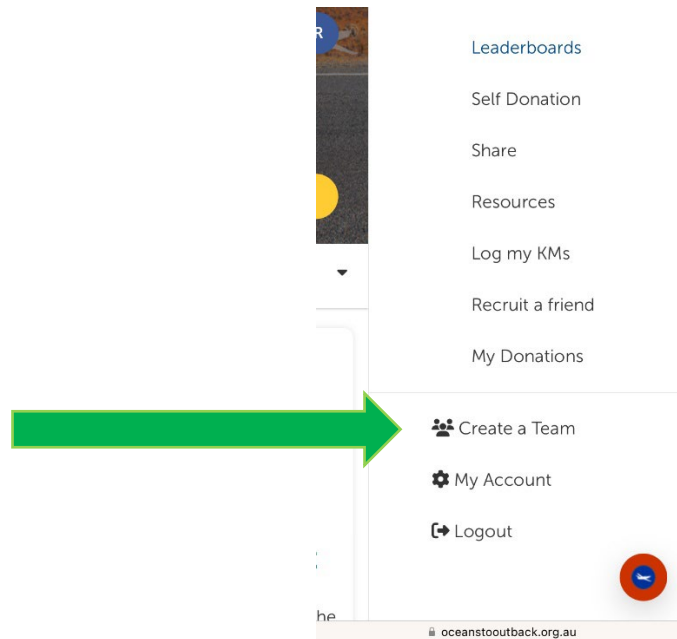 R
Leaderboards
Self Donation
Share
Resources
Log my KMs
Recruit a friend
My Donations
Create a Team
My Account
Logout
he
oceanstooutback.org.au